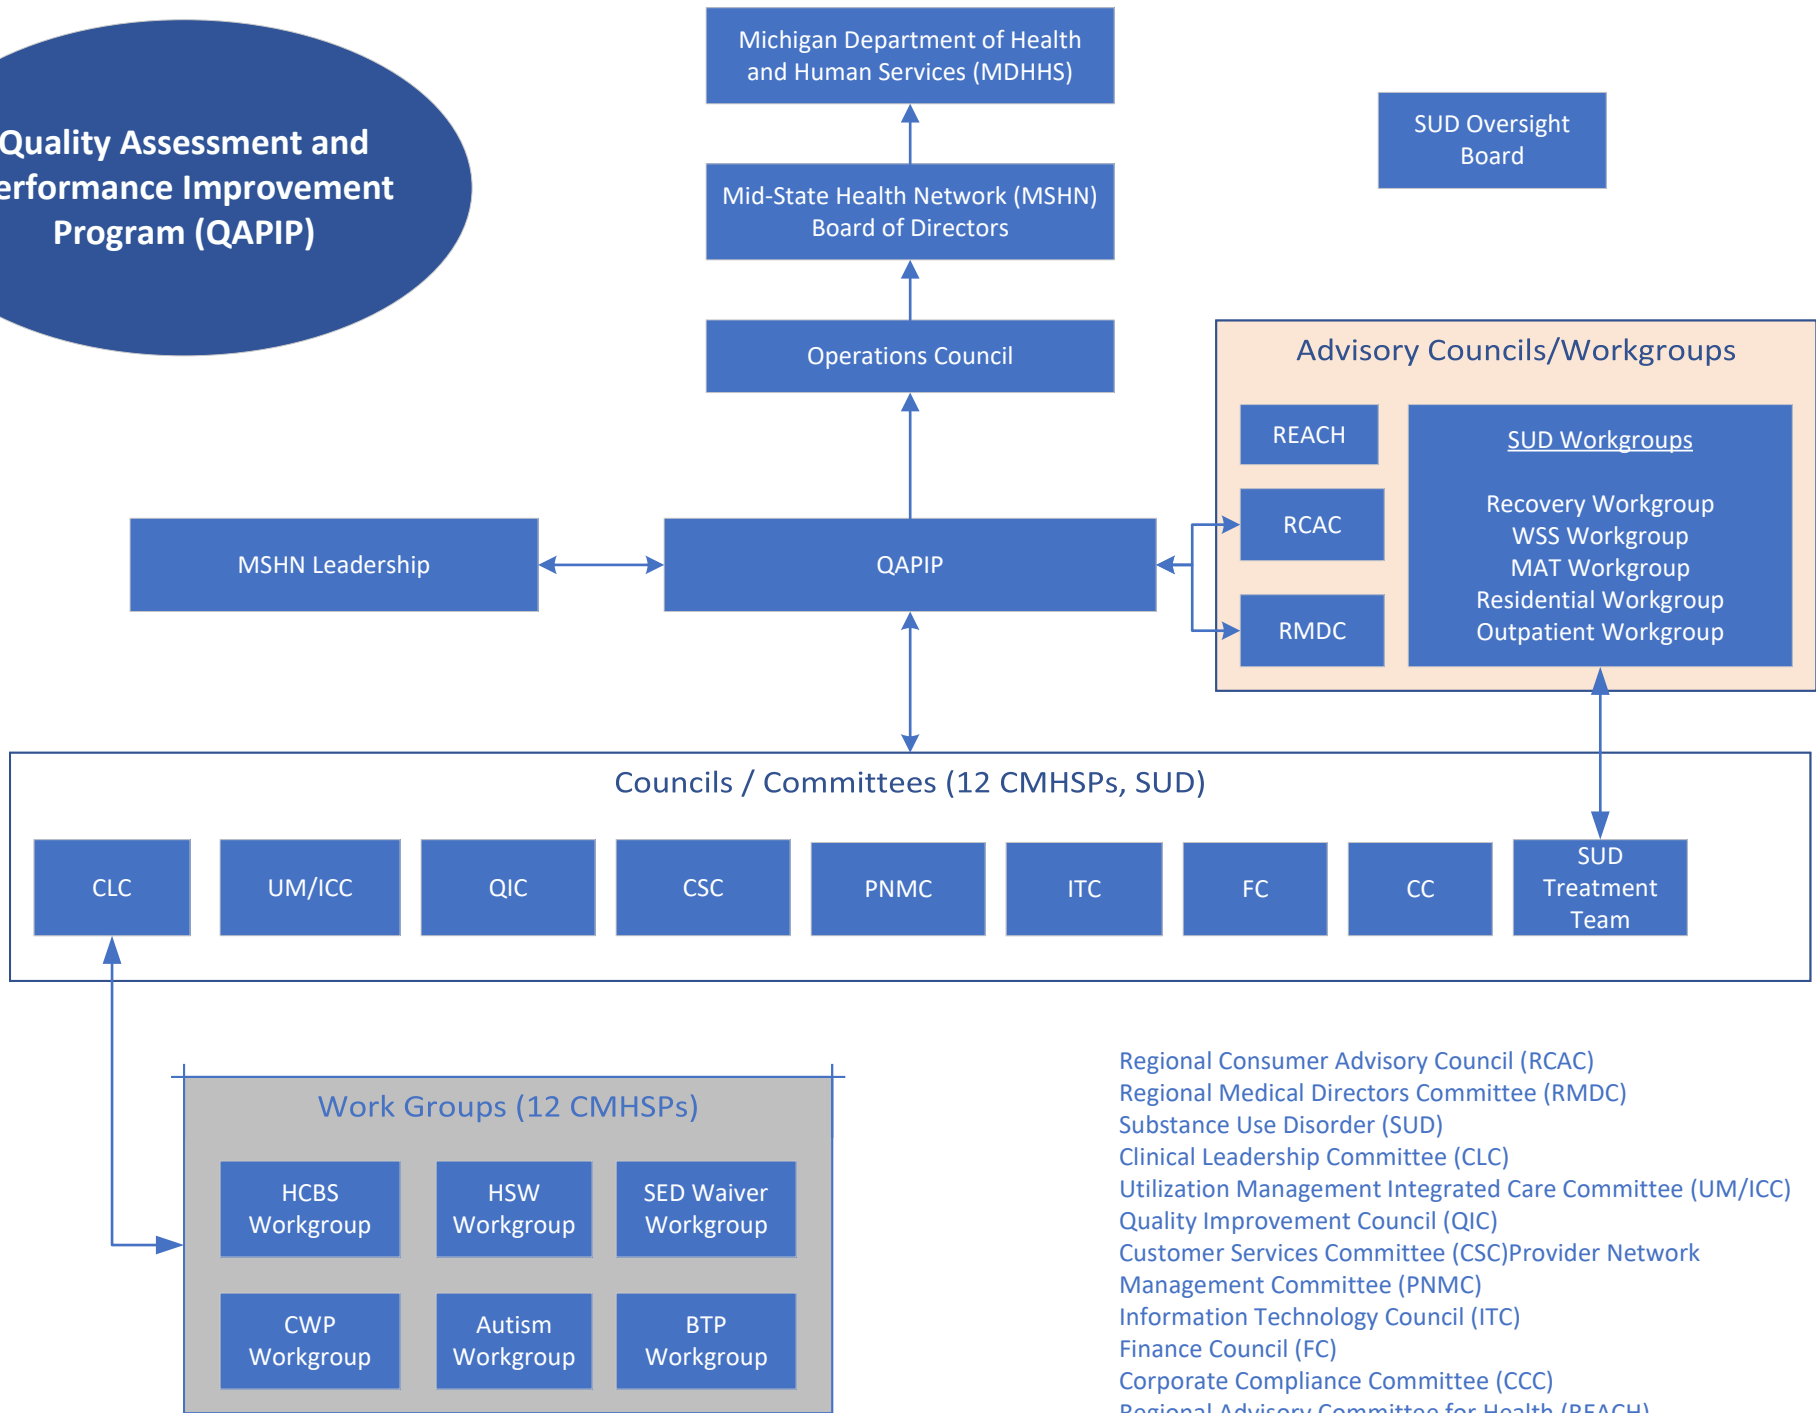 Quality Assessment and
erformance Improvement
Program (QAPIP)
Michigan Department of Health
and Human Services (MDHHS)
SUD Oversight
Board
Mid-State Health Network (MSHN)
Board of Directors
Operations Council
Advisory Councils/Workgroups
REACH
RCAC
RMDC
SUD Workgroups
Recovery Workgroup
WSS Workgroup
MAT Workgroup
Residential Workgroup
Outpatient Workgroup
MSHN Leadership
QAPIP
Councils / Committees (12 CMHSPs, SUD)
CLC
UM/ICC
QIC
CSC
PNMC
ITC
FC
CC
SUD
Treatment
Team
Work Groups (12 CMHSPs)
HCBS
Workgroup
HSW
Workgroup
SED Waiver
Workgroup
CWP
Workgroup
Autism
Workgroup
BTP
Workgroup
Regional Consumer Advisory Council (RCAC)
Regional Medical Directors Committee (RMDC)
Substance Use Disorder (SUD)
Clinical Leadership Committee (CLC)
Utilization Management Integrated Care Committee (UM/ICC)
Quality Improvement Council (QIC)
Customer Services Committee (CSC)Provider Network
Management Committee (PNMC)
Information Technology Council (ITC)
Finance Council (FC)
Corporate Compliance Committee (CCC)
Regional Advisory Committee for Health (REACH)